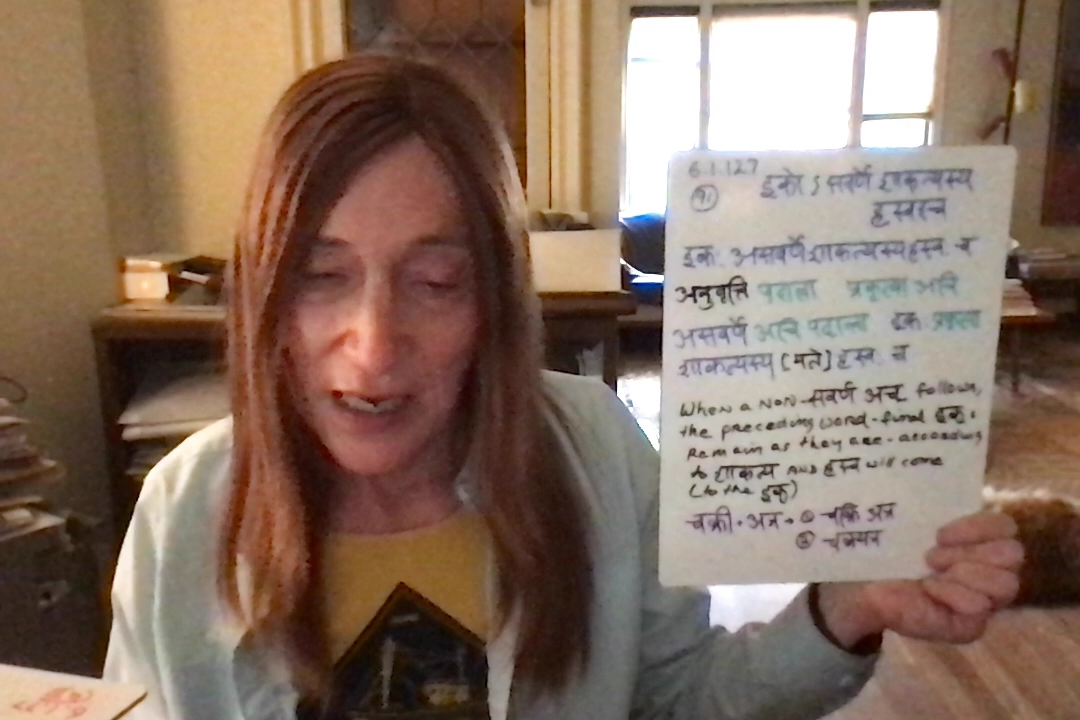 6.1.127
(91) इकोऽसवर्णे शाकल्यस्य
ह्रस्वश्च
इकः असवर्णे शाकल्यस्य ह्रस्वः च
अनुवृत्ति पदान्ता प्रकृत्या अचि
असवर्णे अचि पदान्त इकः प्रकृत्या
शाकल्यस्य [मते] ह्रस्वः च
When a non-सवर्ण अच् follows,
the preceding word-final इक्'s
Remain as they are - according
to शाकल्य AND ह्रस्व will come
(to the इक्)
चक्री + अत्र → ① चक्रि अत्र
② चक्र्यत्र